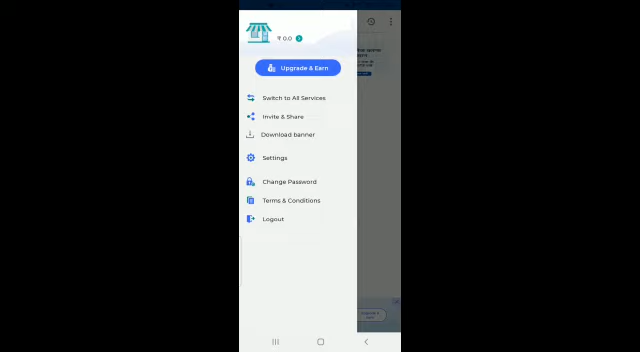 ₹ 0.0
Upgrade & Earn
Switch to All Services
Invite & Share
Download banner
Settings
Change Password
Terms & Conditions
Logout